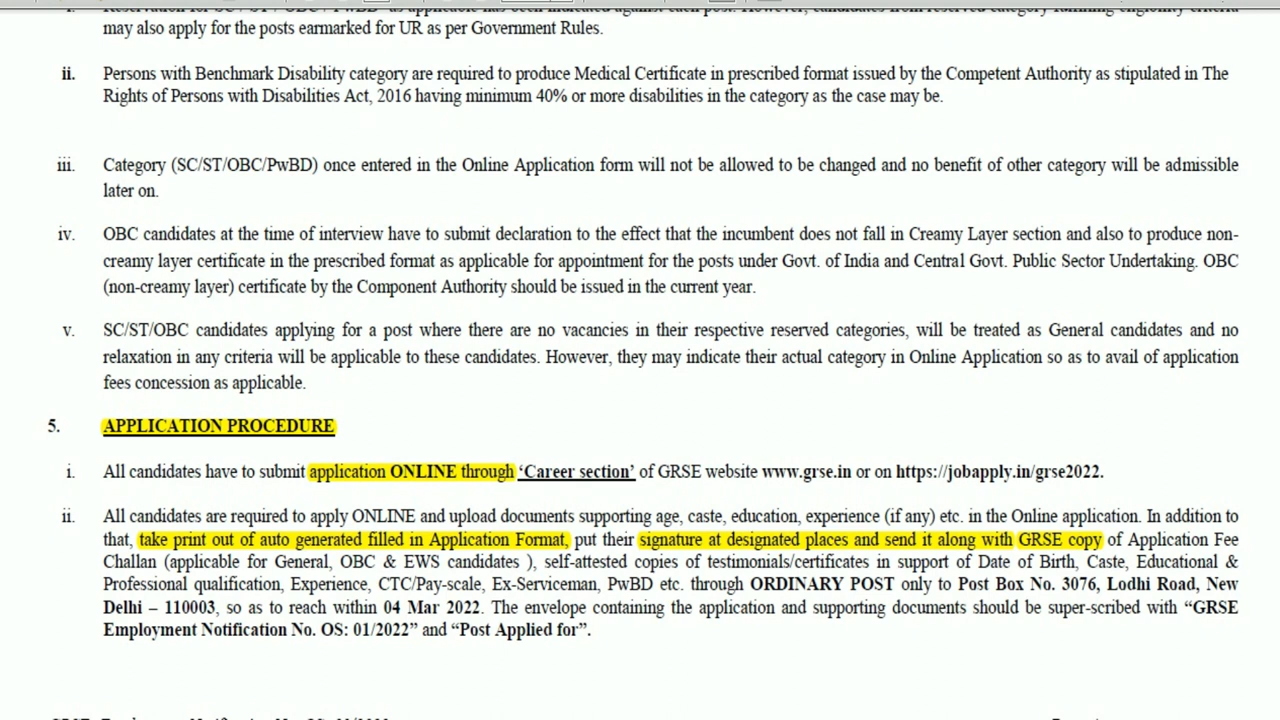 may also apply for the posts earmarked for UR as per Government Rules.
ii. Persons with Benchmark Disability category are required to produce Medical Certificate in prescribed format issued by the Competent Authority as stipulated in The
Rights of Persons with Disabilities Act, 2016 having minimum 40% or more disabilities in the category as the case may be.
iii. Category (SC/ST/OBC/PwBD) once entered in the Online Application form will not be allowed to be changed and no benefit of other category will be admissible
later on.
iv. OBC candidates at the time of interview have to submit declaration to the effect that the incumbent does not fall in Creamy Layer section and also to produce non-
creamy layer certificate in the prescribed format as applicable for appointment for the posts under Govt. of India and Central Govt. Public Sector Undertaking. OBC
(non-creamy layer) certificate by the Component Authority should be issued in the current year.
v. SC/ST/OBC candidates applying for a post where there are no vacancies in their respective reserved categories, will be treated as General candidates and no
relaxation in any criteria will be applicable to these candidates. However, they may indicate their actual category in Online Application so as to avail of application
fees concession as applicable.
5. APPLICATION PROCEDURE
i. All candidates have to submit application ONLINE through ‘Career section’ of GRSE website www.grse.in or on https://jobapply.in/grse2022.
ii. All candidates are required to apply ONLINE and upload documents supporting age, caste, education, experience (if any) etc. in the Online application. In addition to
that, take print out of auto generated filled in Application Format, put their signature at designated places and send it along with GRSE copy of Application Fee
Challan (applicable for General, OBC & EWS candidates ), self-attested copies of testimonials/certificates in support of Date of Birth, Caste, Educational &
Professional qualification, Experience, CTC/Pay-scale, Ex-Serviceman, PwBD etc. through ORDINARY POST only to Post Box No. 3076, Lodhi Road, New
Delhi – 110003, so as to reach within 04 Mar 2022. The envelope containing the application and supporting documents should be super-scribed with “GRSE
Employment Notification No. OS: 01/2022” and “Post Applied for”.